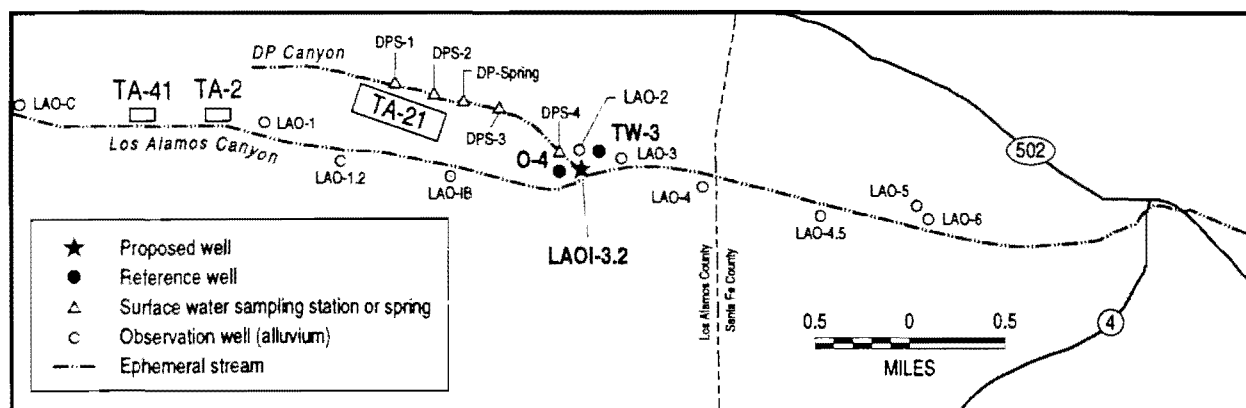 DPS-1
DP Canyon
DPS-2
DP-Spring
TA-41
TA-2
LAO-2
LAO-C
TA-21
TW-3
LAO-1
DPS-3
DPS-4
502
Los Alamos Canyon
O-4
LAO-3
LAO-1.2
LAO-IB
LAO-4
LAO-5
LAO-6
LAO-4.5
LAOI-3.2
Los Alamos County
Santa Fe County
Proposed well
Reference well
Surface water sampling station or spring
Observation well (alluvium)
Ephemeral stream
0.5 0 0.5
MILES
4